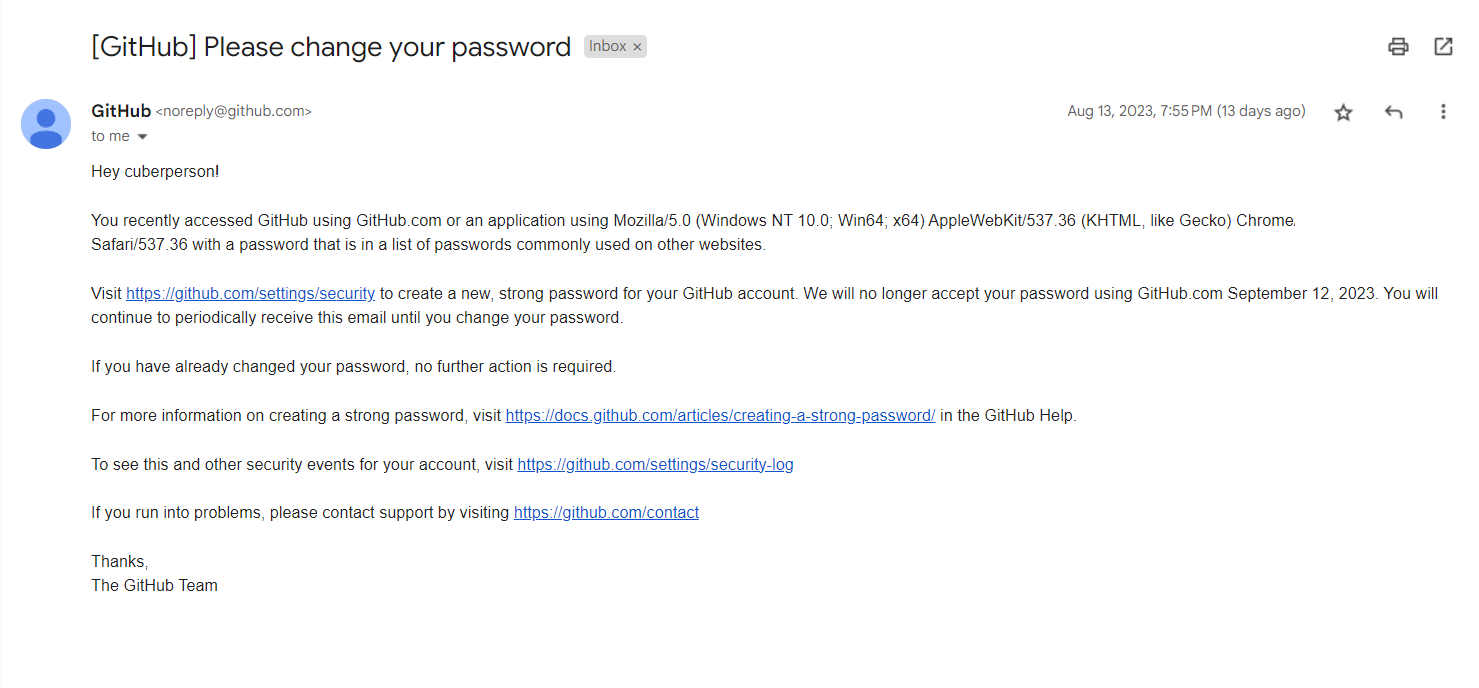 [GitHub] Please change your password Inbox ×
GitHub <noreply@github.com> Aug 13, 2023, 7:55 PM (13 days ago)
to me
Hey cuberperson!
You recently accessed GitHub using GitHub.com or an application using Mozilla/5.0 (Windows NT 10.0; Win64; x64) AppleWebKit/537.36 (KHTML, like Gecko) Chrome
Safari/537.36 with a password that is in a list of passwords commonly used on other websites.
Visit https://github.com/settings/security to create a new, strong password for your GitHub account. We will no longer accept your password using GitHub.com September 12, 2023. You will
continue to periodically receive this email until you change your password.
If you have already changed your password, no further action is required.
For more information on creating a strong password, visit https://docs.github.com/articles/creating-a-strong-password/ in the GitHub Help.
To see this and other security events for your account, visit https://github.com/settings/security-log
If you run into problems, please contact support by visiting https://github.com/contact
Thanks,
The GitHub Team